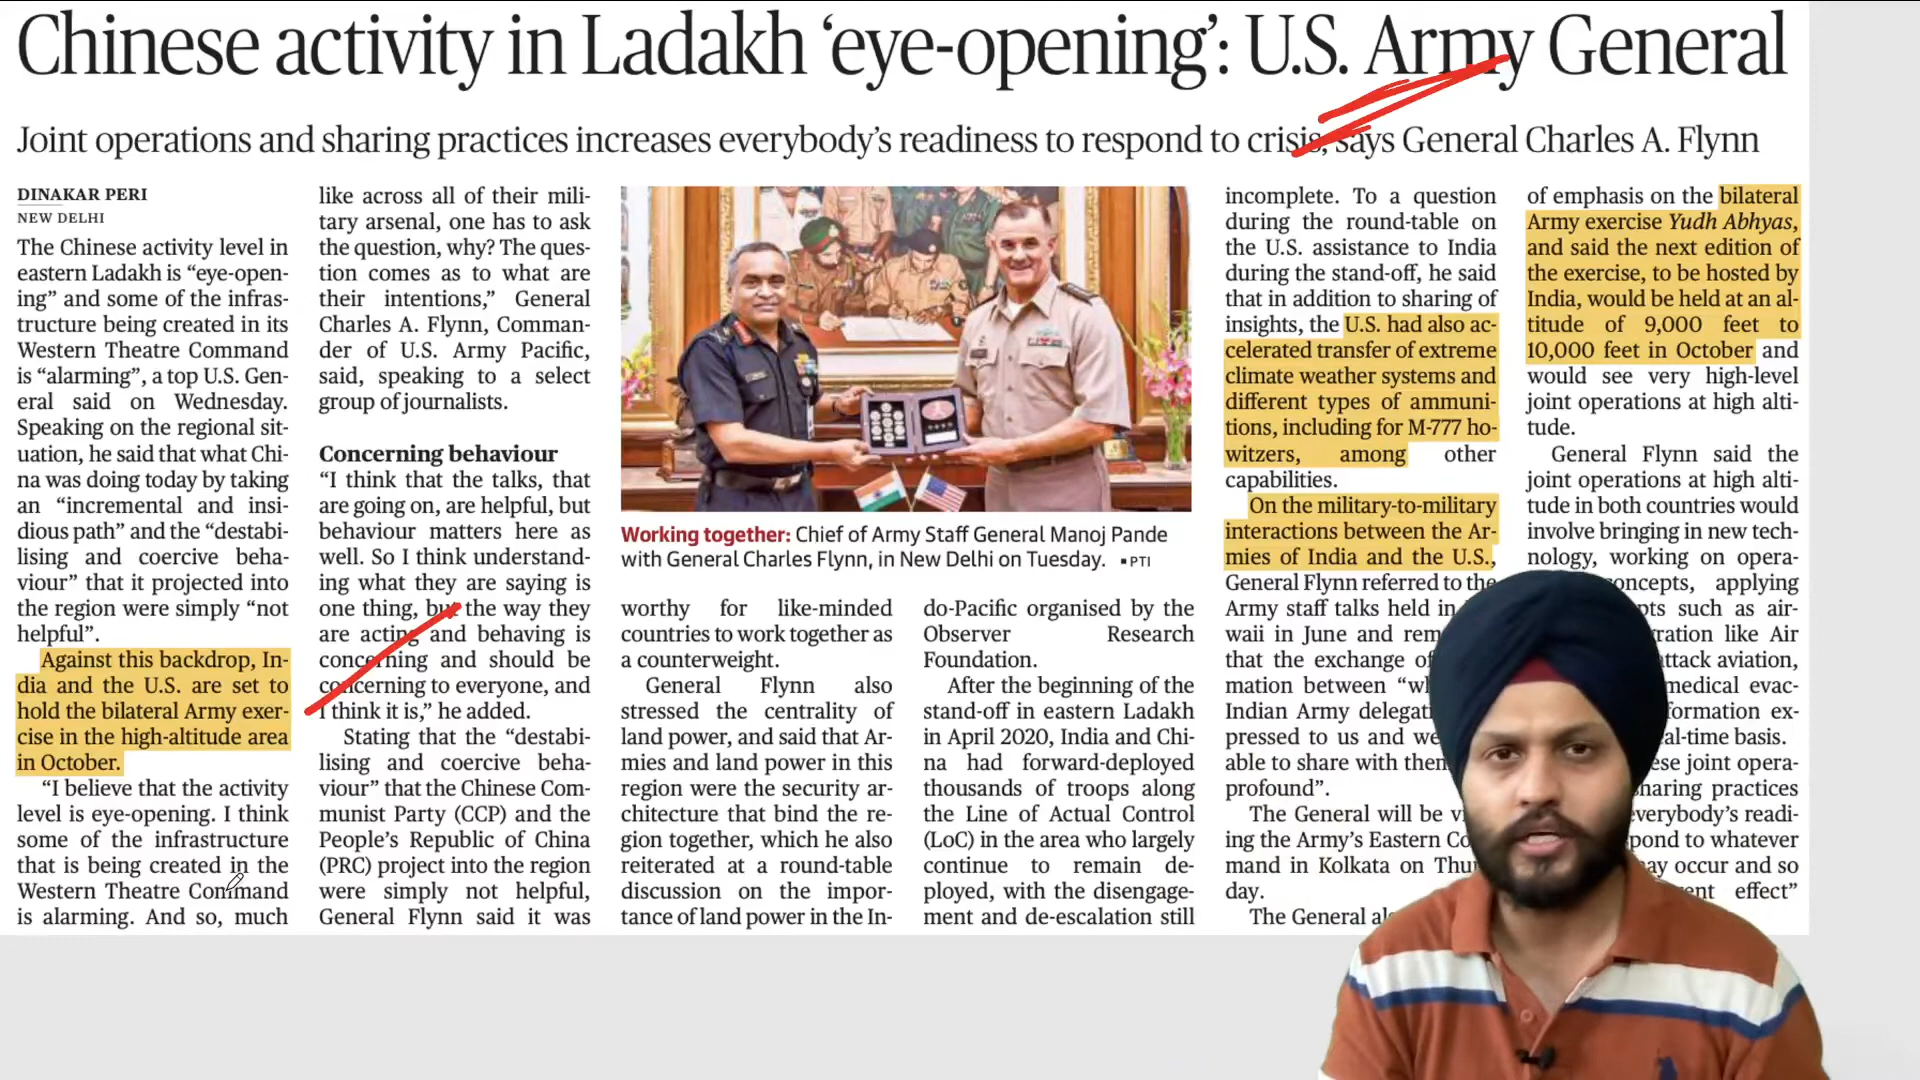 Chinese activity in Ladakh ‘eye-opening’: U.S. Army General
Joint operations and sharing practices increases everybody’s readiness to respond to crisis, says General Charles A. Flynn
DINAKAR PERI
NEW DELHI
The Chinese activity level in
eastern Ladakh is “eye-open-
ing” and some of the infras-
tructure being created in its
Western Theatre Command
is “alarming”, a top U.S. Gen-
eral said on Wednesday.
Speaking on the regional sit-
uation, he said that what Chi-
na was doing today by taking
an “incremental and insi-
dious path” and the “destabi-
lising and coercive beha-
viour” that it projected into
the region were simply “not
helpful”.
Against this backdrop, In-
dia and the U.S. are set to
hold the bilateral Army exer-
cise in the high-altitude area
in October.
“I believe that the activity
level is eye-opening. I think
some of the infrastructure
that is being created in the
Western Theatre Command
is alarming. And so, much
like across all of their mili-
tary arsenal, one has to ask
the question, why? The ques-
tion comes as to what are
their intentions,” General
Charles A. Flynn, Comman-
der of U.S. Army Pacific,
said, speaking to a select
group of journalists.
Concerning behaviour
“I think that the talks, that
are going on, are helpful, but
behaviour matters here as
well. So I think understand-
ing what they are saying is
one thing, but the way they
are acting and behaving is
concerning and should be
concerning to everyone, and
I think it is,” he added.
Stating that the “destabi-
lising and coercive beha-
viour” that the Chinese Com-
munist Party (CCP) and the
People’s Republic of China
(PRC) project into the region
were simply not helpful,
General Flynn said it was
Working together: Chief of Army Staff General Manoj Pande
with General Charles Flynn, in New Delhi on Tuesday. ▪PTI
worthy for like-minded
countries to work together as
a counterweight.
General Flynn also
stressed the centrality of
land power, and said that Ar-
mies and land power in this
region were the security ar-
chitecture that bind the re-
gion together, which he also
reiterated at a round-table
discussion on the impor-
tance of land power in the In-
do-Pacific organised by the
Observer Research
Foundation.
After the beginning of the
stand-off in eastern Ladakh
in April 2020, India and Chi-
na had forward-deployed
thousands of troops along
the Line of Actual Control
(LoC) in the area who largely
continue to remain de-
ployed, with the disengage-
ment and de-escalation still
incomplete. To a question
during the round-table on
the U.S. assistance to India
during the stand-off, he said
that in addition to sharing of
insights, the U.S. had also ac-
celerated transfer of extreme
climate weather systems and
different types of ammuni-
tions, including for M-777 ho-
witzers, among other
capabilities.
On the military-to-military
interactions between the Ar-
mies of India and the U.S.,
General Flynn referred to the
Army staff talks held in
waii in June and rem
that the exchange of
mation between “wh
Indian Army delegati
pressed to us and we
able to share with them
profound”.
The General will be vi
ing the Army’s Eastern Co
mand in Kolkata on Thu
day.
The General al
of emphasis on the bilateral
Army exercise Yudh Abhyas,
and said the next edition of
the exercise, to be hosted by
India, would be held at an al-
titude of 9,000 feet to
10,000 feet in October and
would see very high-level
joint operations at high alti-
tude.
General Flynn said the
joint operations at high alti-
tude in both countries would
involve bringing in new tech-
nology, working on opera-
oncepts, applying
pts such as air-
ration like Air
ttack aviation,
medical evac-
formation ex-
al-time basis.
ese joint opera-
haring practices
everybody’s readi-
pond to whatever
ay occur and so
nt effect”